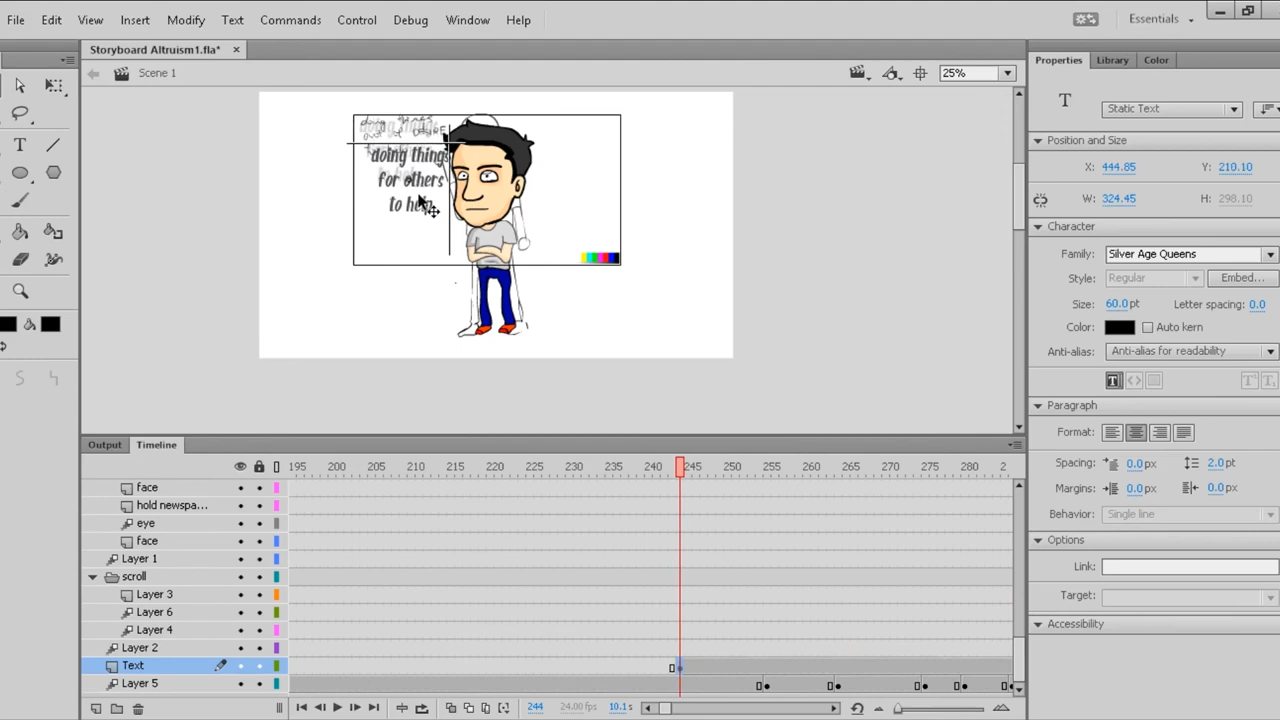 File Edit View Insert Modify Text Commands Control Debug Window Help
Essentials
Storyboard Altruism1.fla*
Scene 1
25%
doing things
for others
to help
Properties Library Color
Static Text
Position and Size
X: 444.85 Y: 210.10
W: 324.45 H: 298.10
Character
Family: Silver Age Queens
Style: Regular Embed...
Size: 60.0 pt Letter spacing: 0.0
Color: Auto kern
Anti-alias: Anti-alias for readability
Paragraph
Format:
Spacing: 0.0 px 2.0 pt
Margins: 0.0 px 0.0 px
Behavior: Single line
Options
Link:
Target:
Accessibility
Output Timeline
195 200 205 210 215 220 225 230 235 240 245 250 255 260 265 270 275 280 2
face
hold newspa...
eye
face
Layer 1
scroll
Layer 3
Layer 6
Layer 4
Layer 2
Text
Layer 5
244 24.00 fps 10.1 s